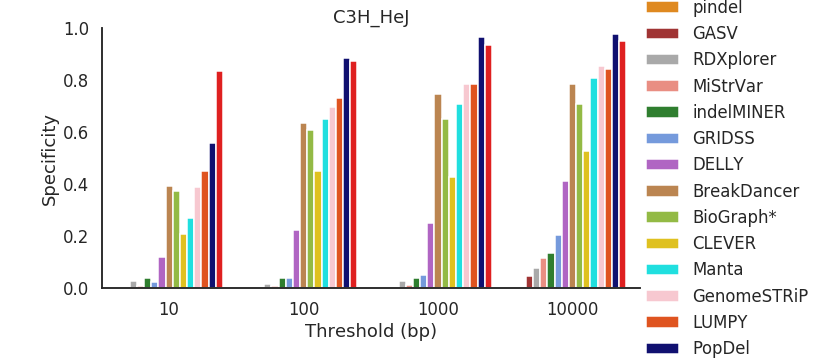 C3H_HeJ
Specificity
1.0
0.8
0.6
0.4
0.2
0.0
10 100 1000 10000
Threshold (bp)
pindel
GASV
RDXplorer
MiStrVar
indelMINER
GRIDSS
DELLY
BreakDancer
BioGraph*
CLEVER
Manta
GenomeSTRiP
LUMPY
PopDel